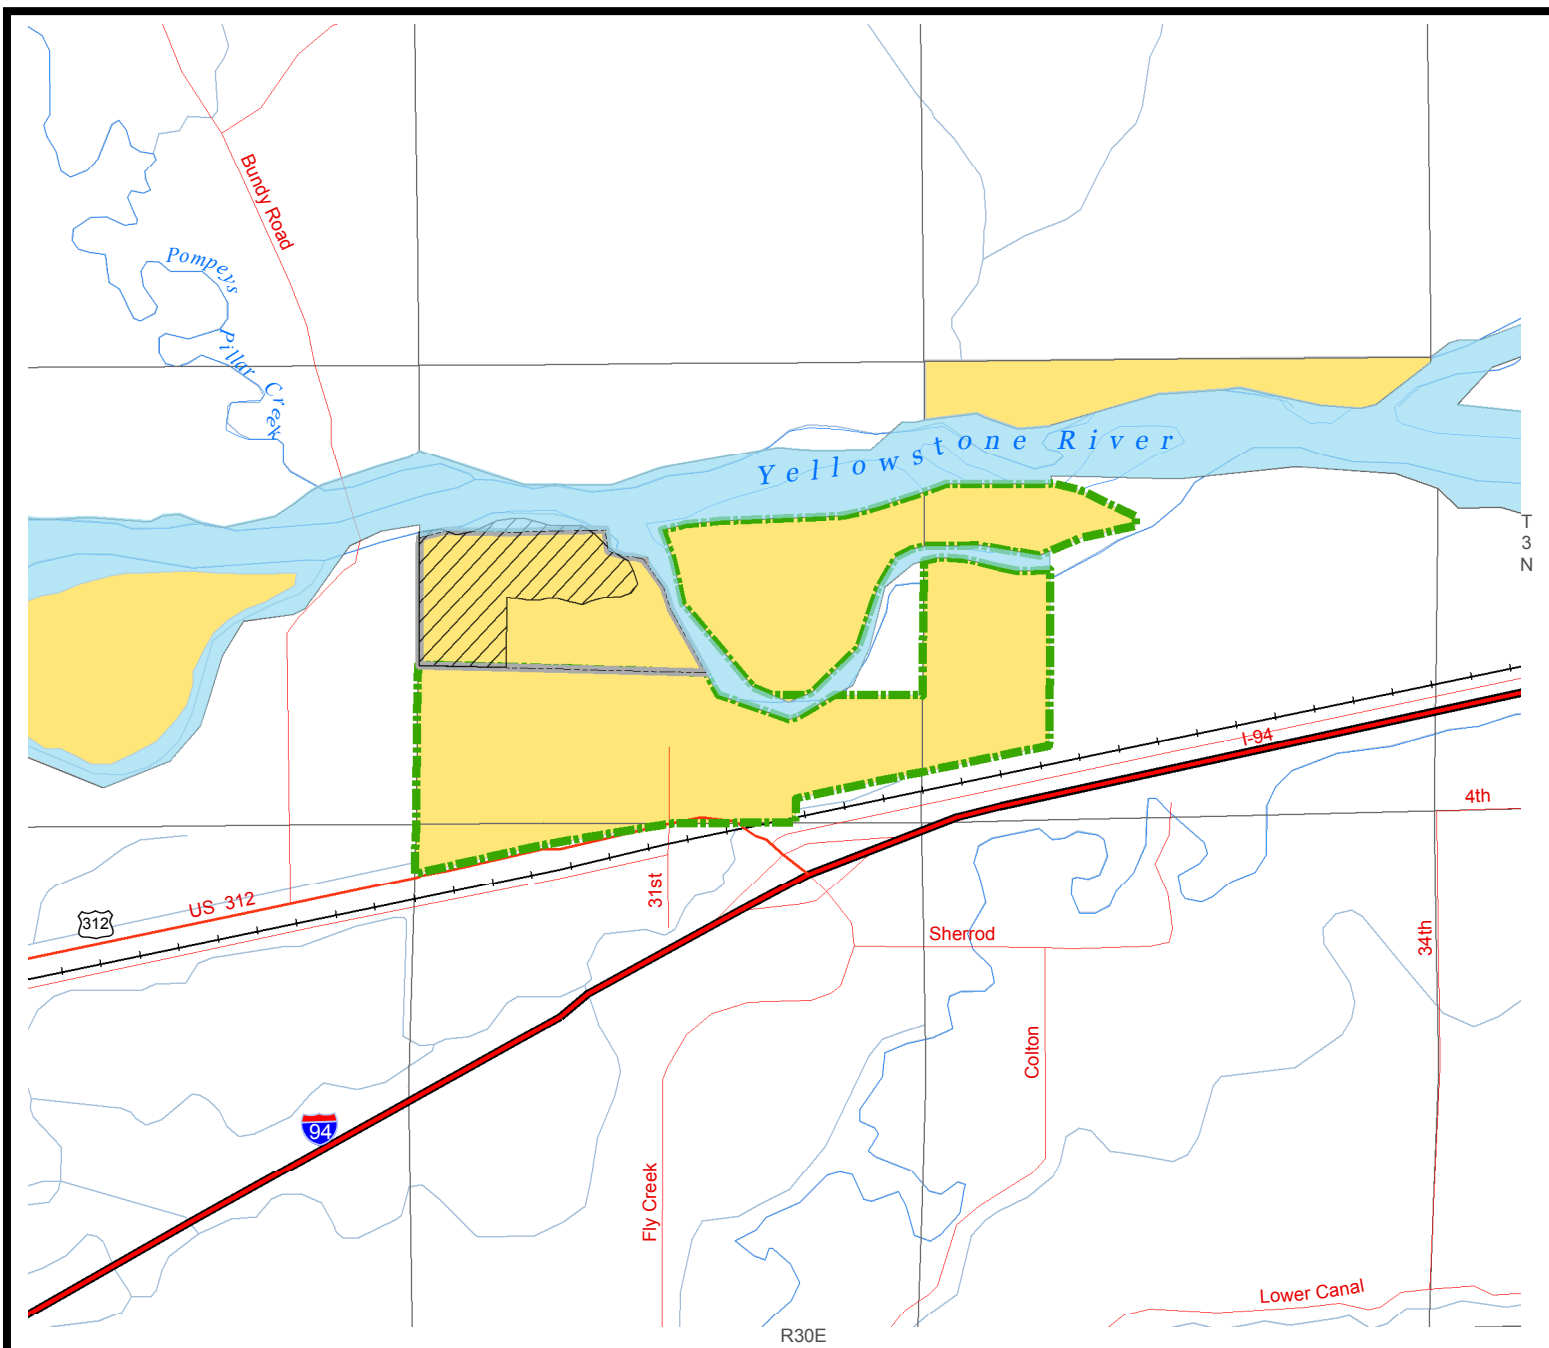 Bundy Road
Pompeys
Pillar Creek
Yellowstone River
T
3
N
I-94
4th
US 312
312
31st
Sherrod
34th
Colton
94
Fly Creek
Lower Canal
R30E